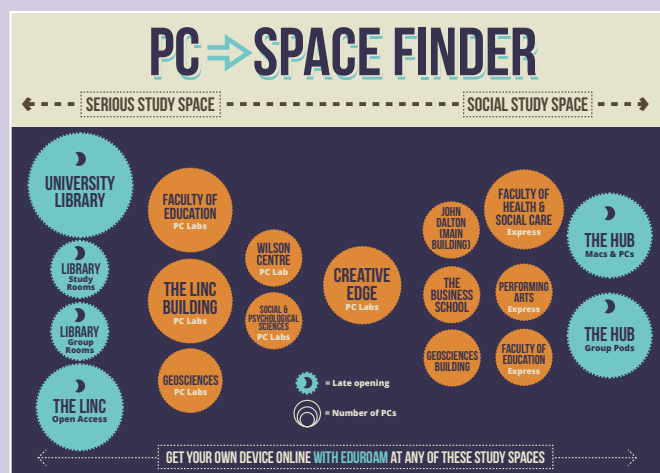 PC SPACE FINDER
SERIOUS STUDY SPACE
SOCIAL STUDY SPACE
UNIVERSITY
LIBRARY
LIBRARY
Study
Rooms
LIBRARY
Group
Rooms
THE LINC
Open Access
FACULTY OF
EDUCATION
PC Labs
THE LINC
BUILDING
PC Labs
GEOSCIENCES
PC Labs
WILSON
CENTRE
PC Lab
SOCIAL &
PSYCHOLOGICAL
SCIENCES
PC Labs
CREATIVE
EDGE
PC Labs
JOHN
DALTON
(MAIN
BUILDING)
THE
BUSINESS
SCHOOL
GEOSCIENCES
BUILDING
FACULTY OF
HEALTH &
SOCIAL CARE
Express
PERFORMING
ARTS
Express
FACULTY OF
EDUCATION
Express
THE HUB
Macs & PCs
THE HUB
Group Pods
= Late opening
= Number of PCs
GET YOUR OWN DEVICE ONLINE WITH EDUROAM AT ANY OF THESE STUDY SPACES